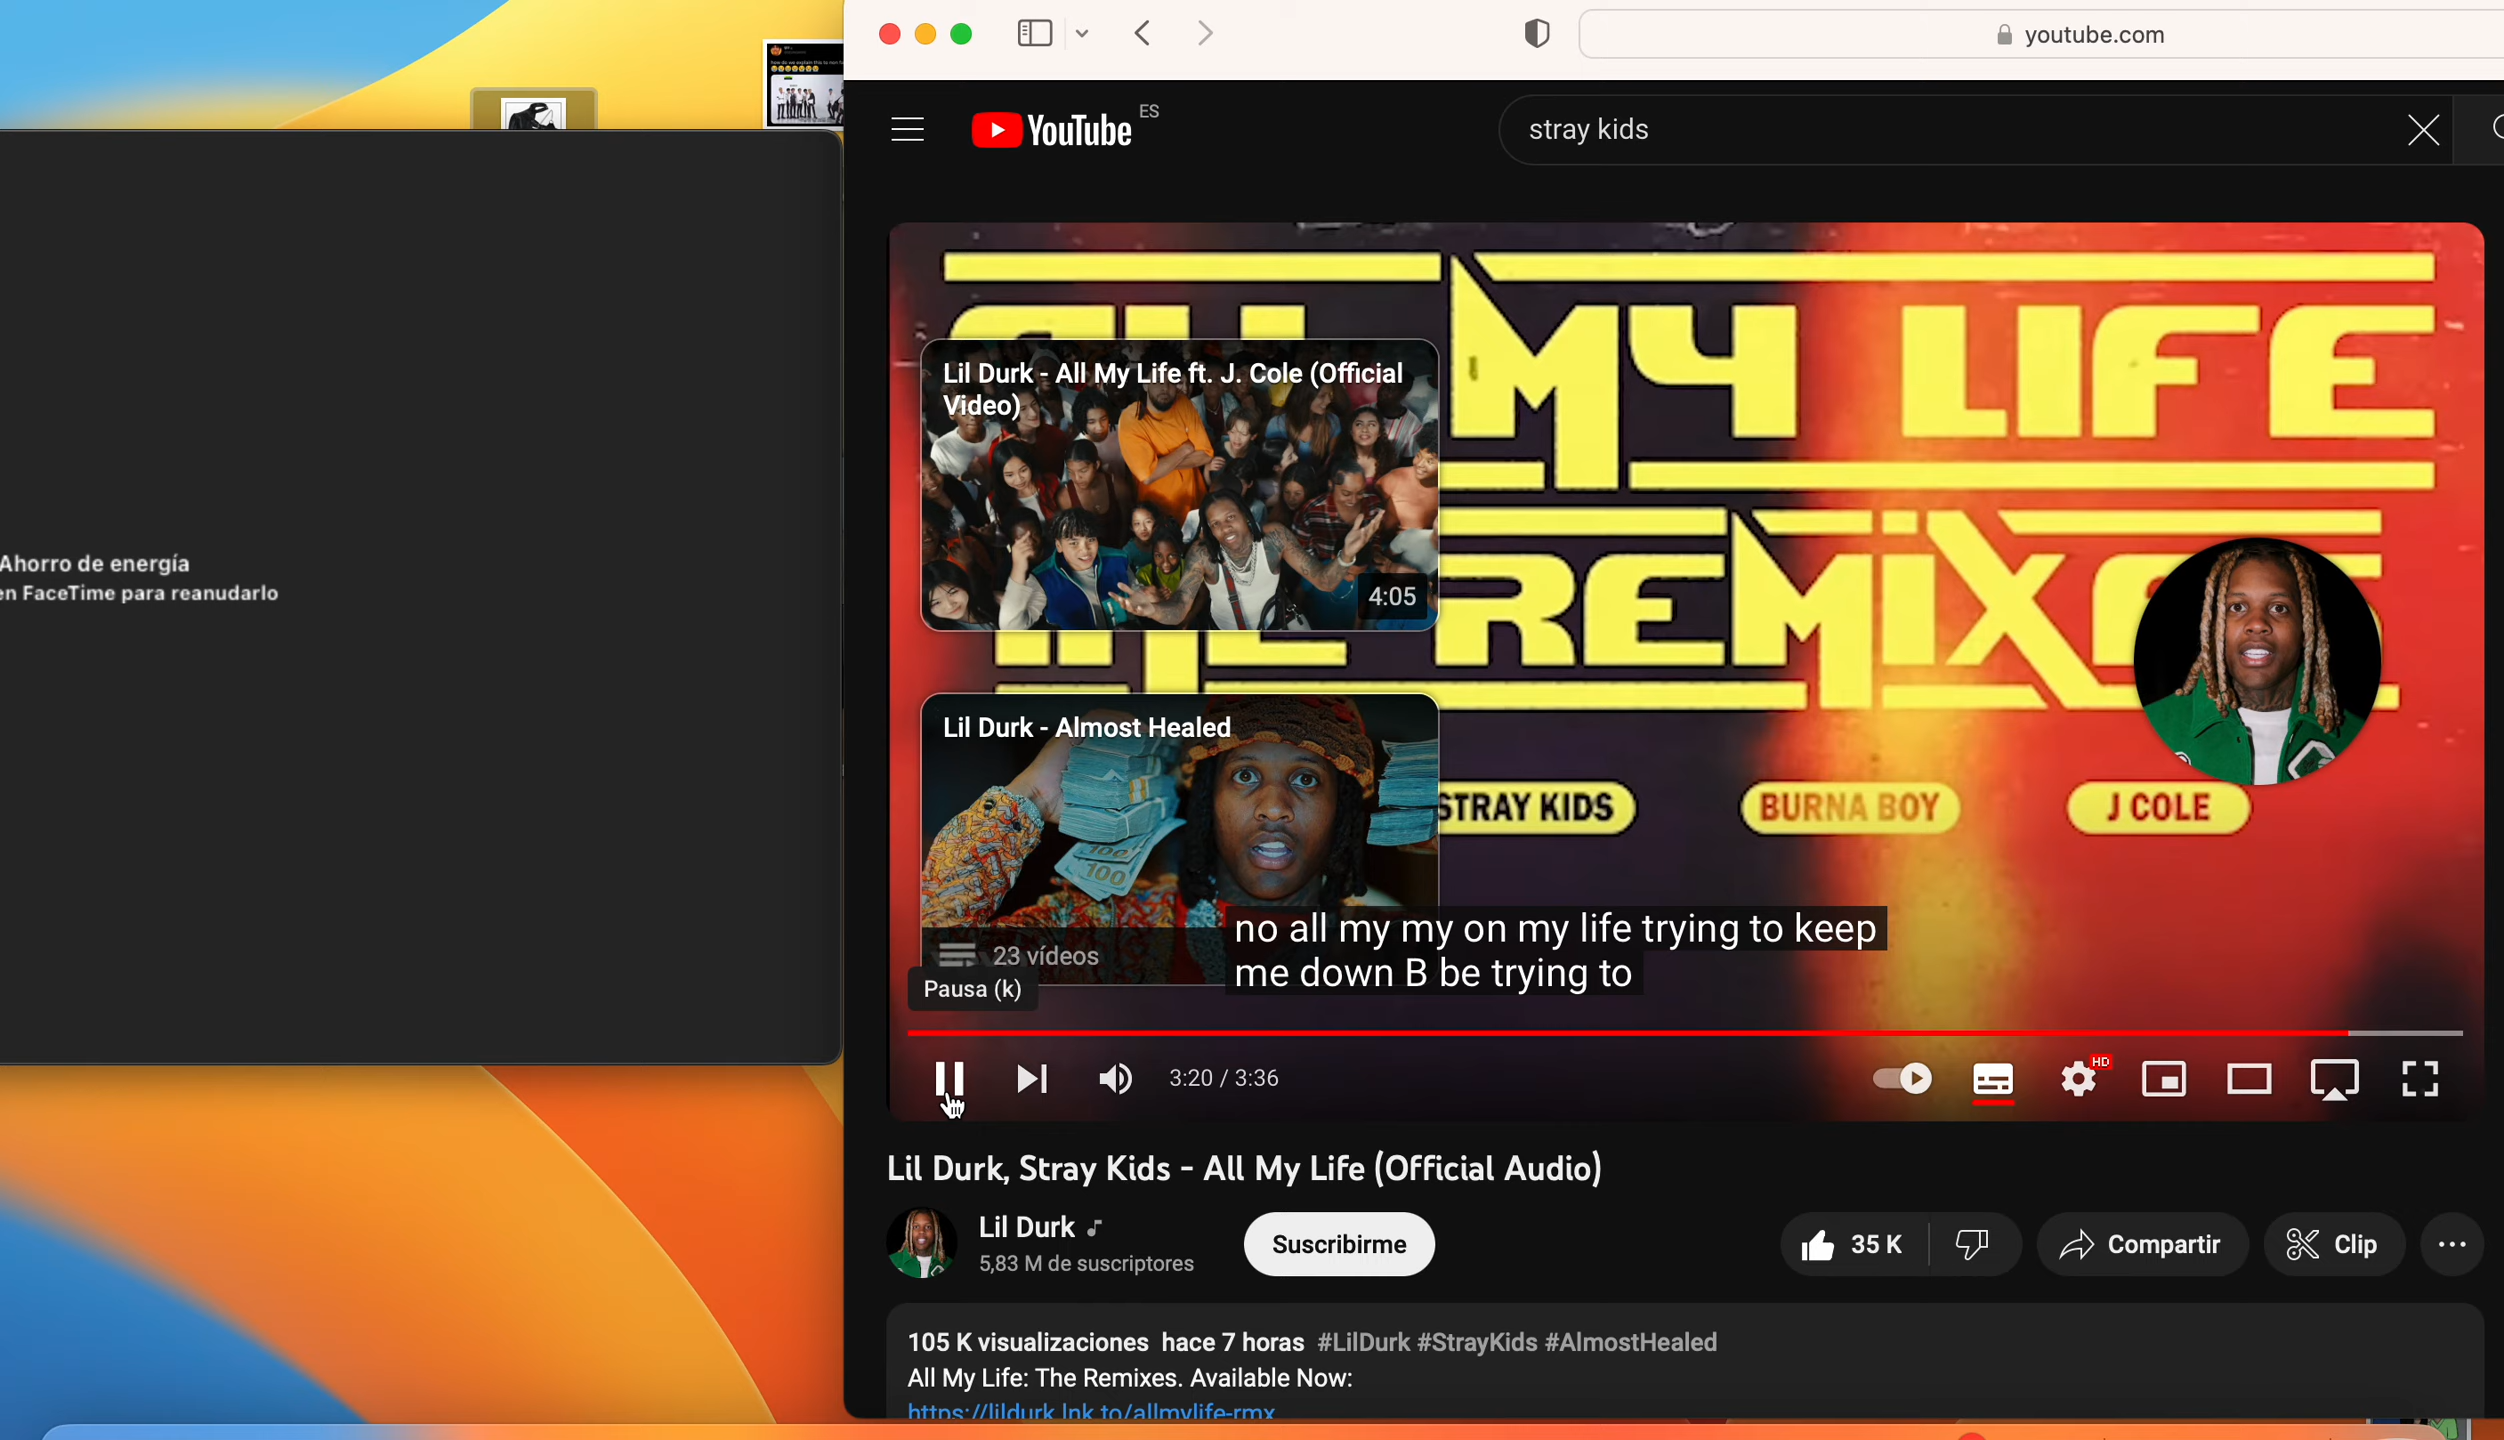 youtube.com
YouTube ES
stray kids
Ahorro de energía
en FaceTime para reanudarlo
MY LIFE
Lil Durk - All My Life ft. J. Cole (Official
Video)
4:05
THE REMIXES
Lil Durk - Almost Healed
STRAY KIDS
BURNA BOY
J COLE
100
100
23 vídeos
no all my my on my life trying to keep
me down B be trying to
Pausa (k)
3:20 / 3:36
HD
Lil Durk, Stray Kids - All My Life (Official Audio)
Lil Durk
5,83 M de suscriptores
Suscribirme
35 K
Compartir
Clip
105 K visualizaciones hace 7 horas #LilDurk #StrayKids #AlmostHealed
All My Life: The Remixes. Available Now:
https://lildurk.lnk.to/allmylife-rmx